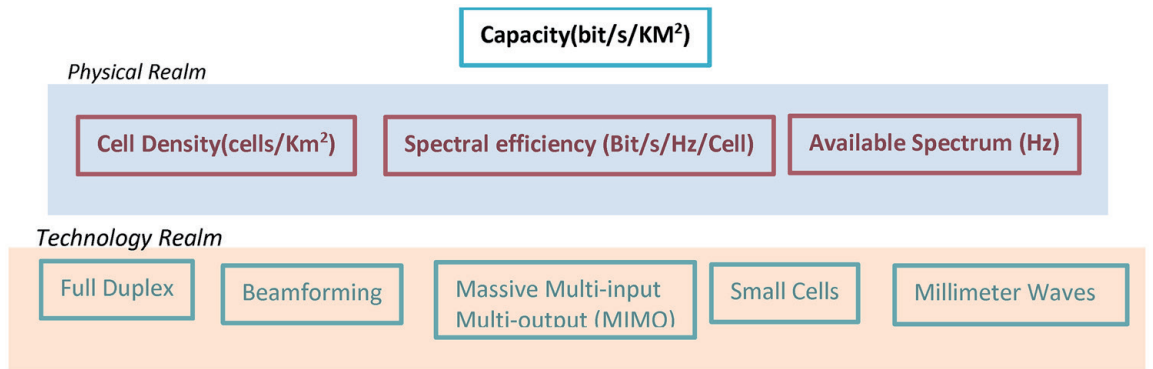 Capacity(bit/s/KM²)
Physical Realm
Cell Density(cells/Km²)
Spectral efficiency (Bit/s/Hz/Cell)
Available Spectrum (Hz)
Technology Realm
Full Duplex
Beamforming
Massive Multi-input
Multi-output (MIMO)
Small Cells
Millimeter Waves